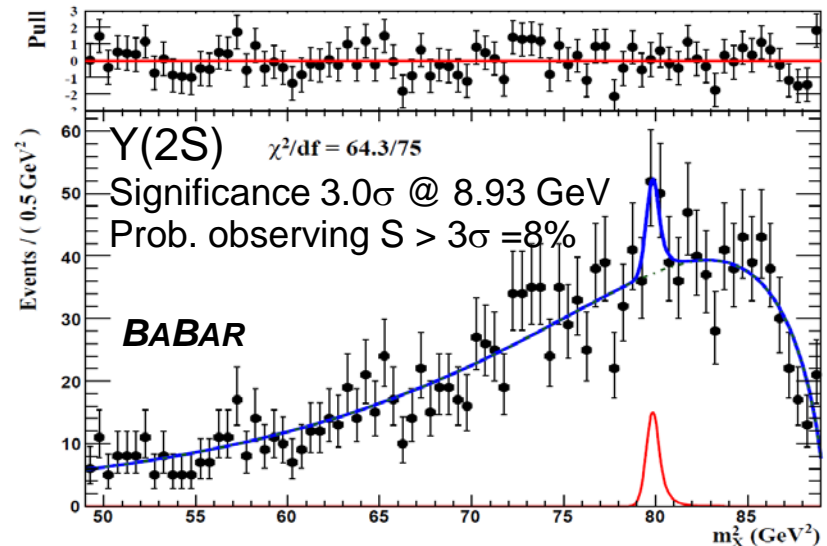 Pull
3
2
1
0
-1
-2
Υ(2S) χ²/df = 64.3/75
Significance 3.0σ @ 8.93 GeV
Prob. observing S > 3σ =8%
BABAR
Events / ( 0.5 GeV² )
60
50
40
30
20
10
0
50 55 60 65 70 75 80 85
m²X (GeV²)